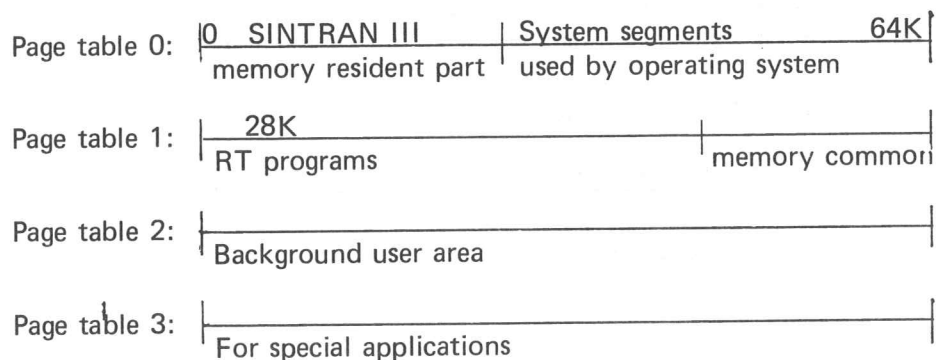 Page table 0: 0 SINTRAN III System segments 64K
memory resident part used by operating system
Page table 1: 28K
RT programs memory common
Page table 2:
Background user area
Page table 3:
For special applications